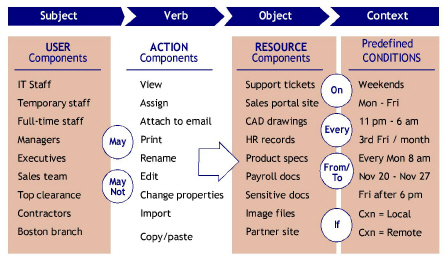 Subject
Verb
Object
Context
USER
Components
IT Staff
Temporary staff
Full-time staff
Managers
Executives
Sales team
Top clearance
Contractors
Boston branch
May
May
Not
ACTION
Components
View
Assign
Attach to email
Print
Rename
Edit
Change properties
Import
Copy/paste
RESOURCE
Components
Support tickets
Sales portal site
CAD drawings
HR records
Product specs
Payroll docs
Sensitive docs
Image files
Partner site
On
Every
From/
To
If
Predefined
CONDITIONS
Weekends
Mon - Fri
11 pm - 6 am
3rd Fri / month
Every Mon 8 am
Nov 20 - Nov 27
Fri after 6 pm
Cxn = Local
Cxn = Remote